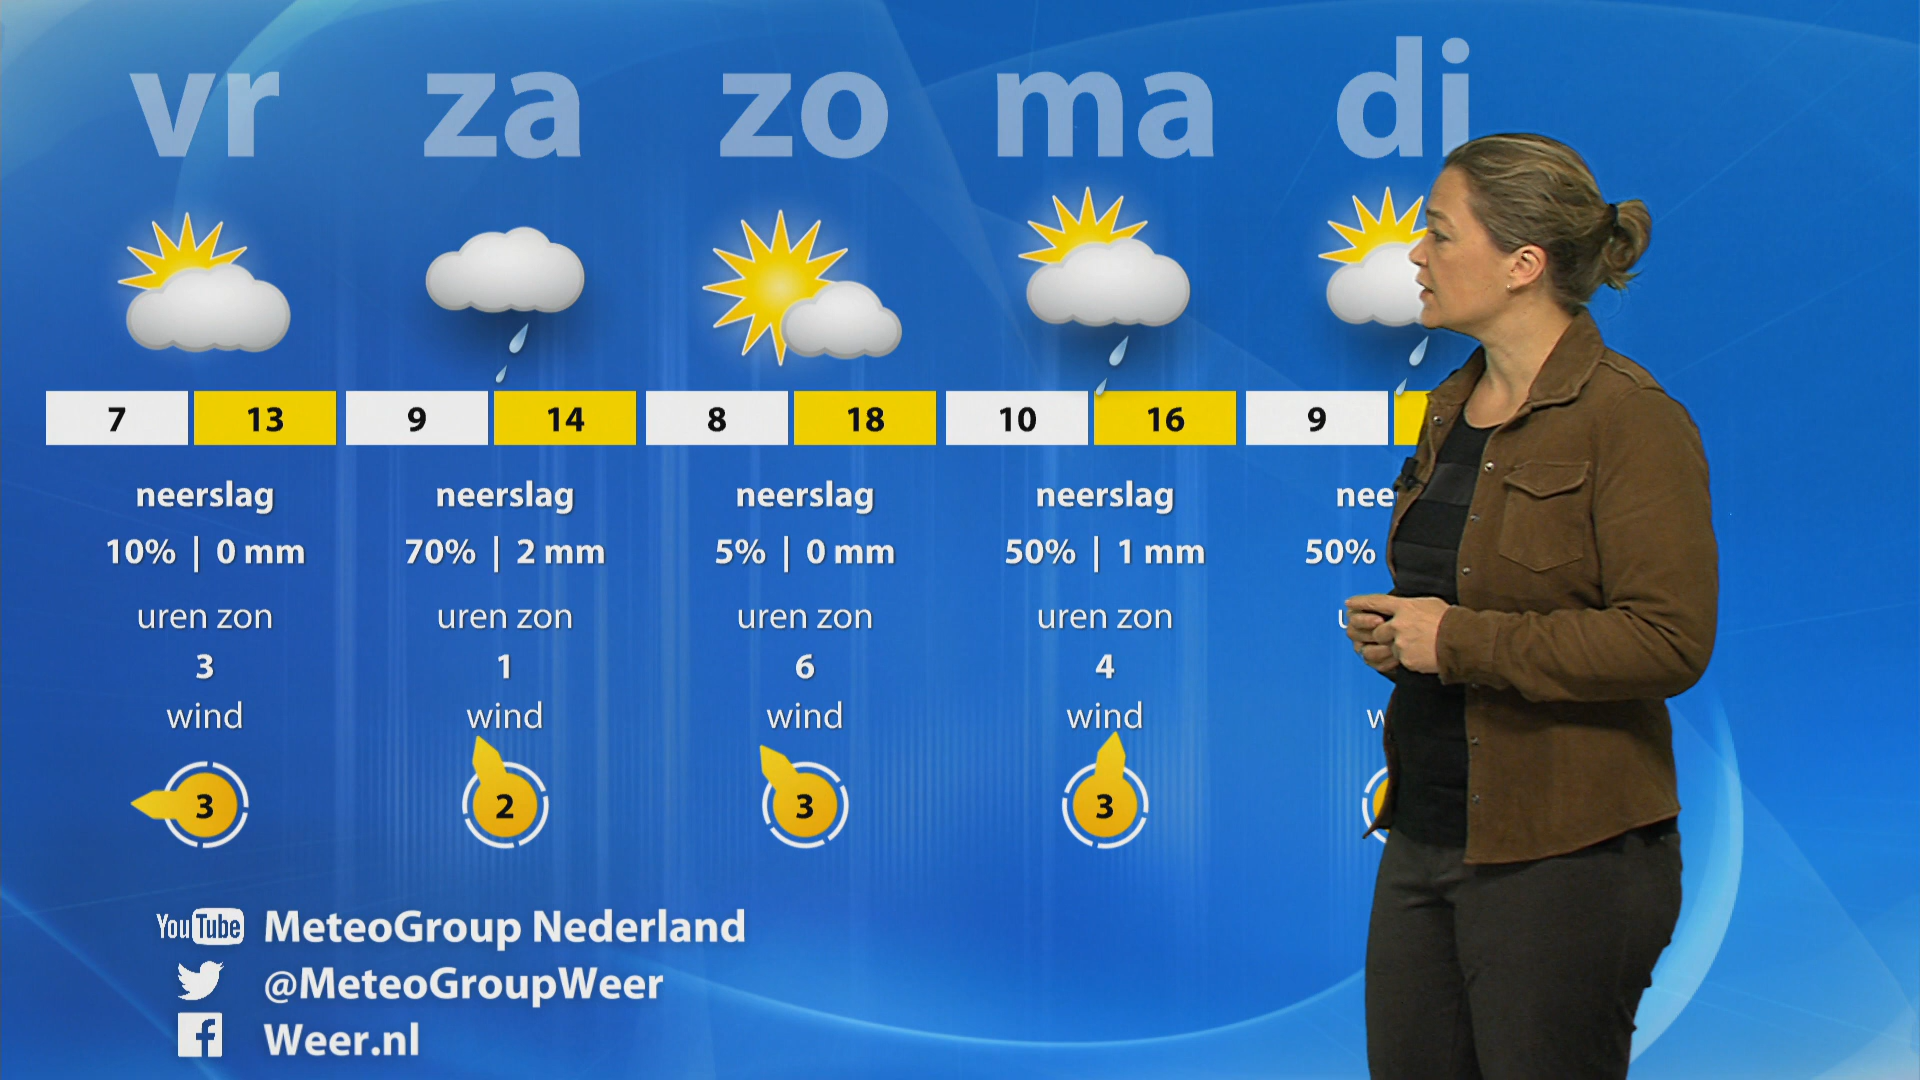 vr za zo ma di
7 13 9 14 8 18 10 16 9
neerslag neerslag neerslag neerslag
10% | 0 mm 70% | 2 mm 5% | 0 mm 50% | 1 mm 50%
uren zon uren zon uren zon uren zon
3 1 6 4
wind wind wind wind
3 2 3 3
YouTube MeteoGroup Nederland
@MeteoGroupWeer
Weer.nl